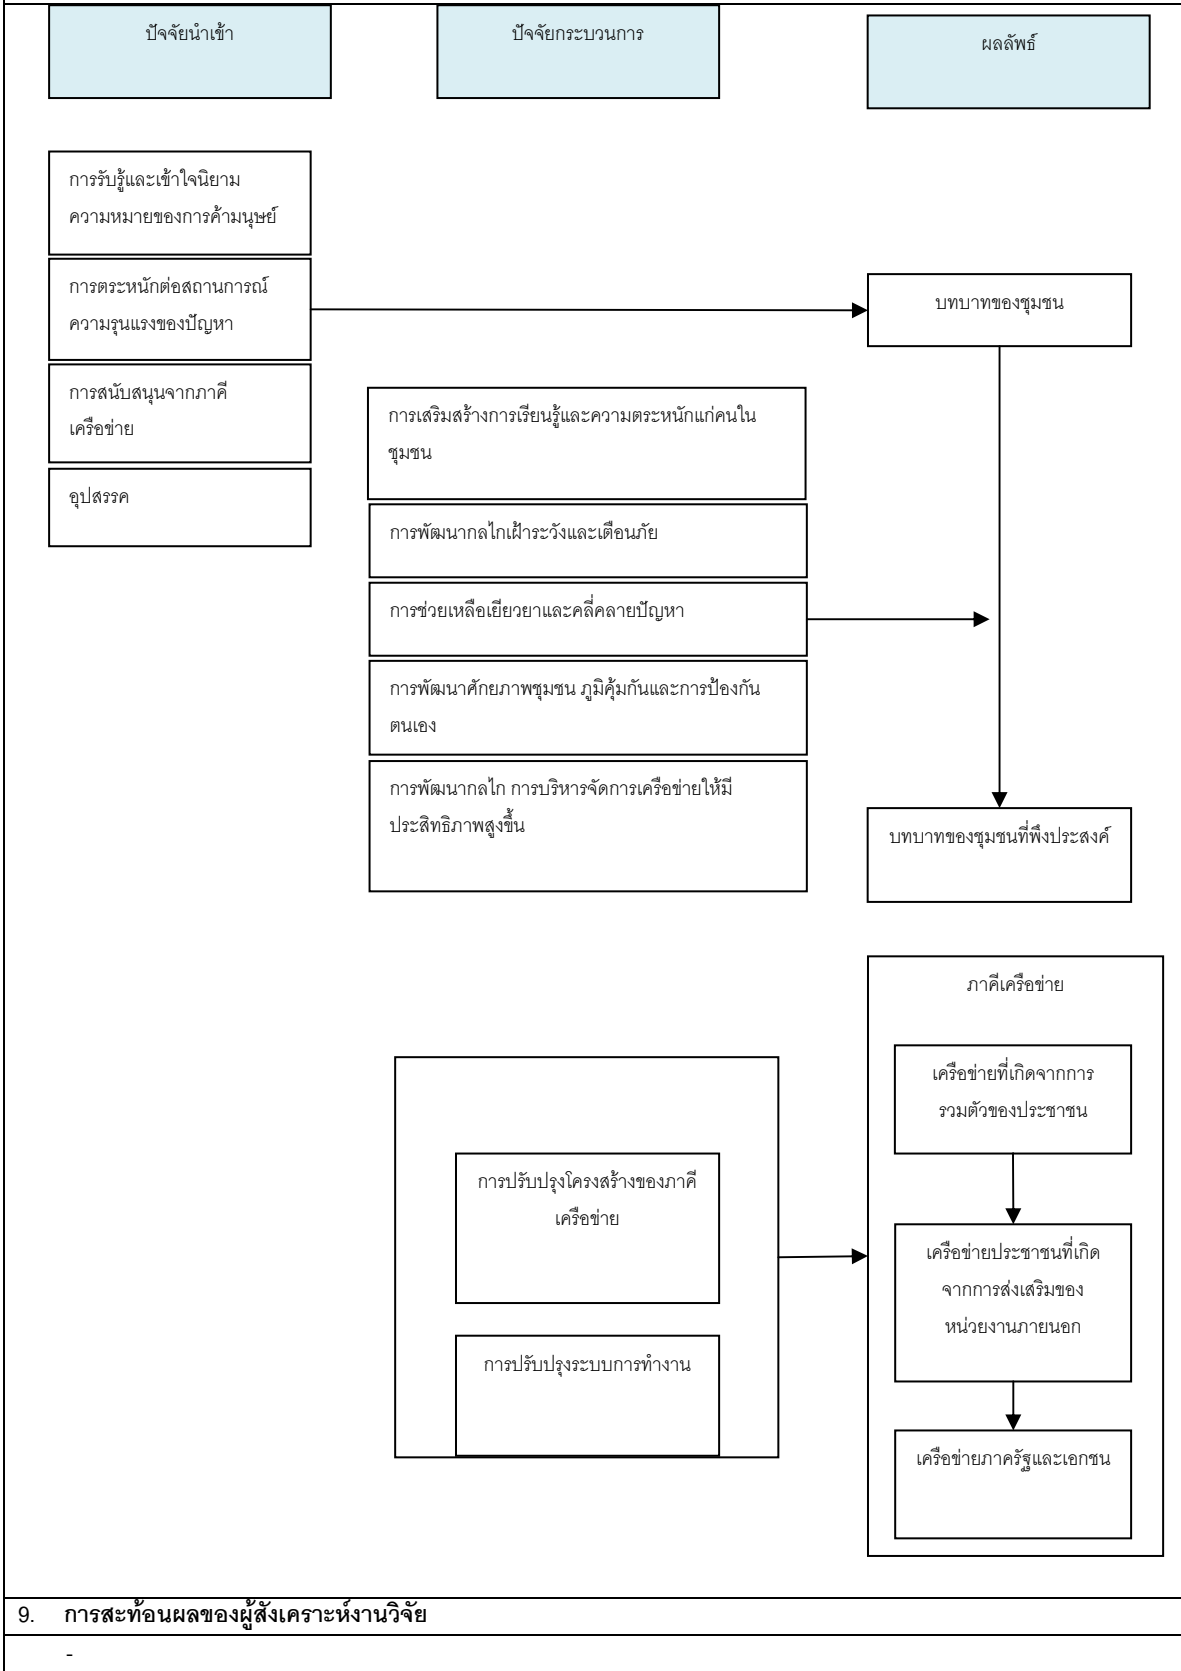 ปัจจัยนำเข้า
ปัจจัยกระบวนการ
ผลลัพธ์
การรับรู้และเข้าใจนิยาม
ความหมายของการค้ามนุษย์
การตระหนักต่อสถานการณ์
ความรุนแรงของปัญหา
การสนับสนุนจากภาคี
เครือข่าย
อุปสรรค
บทบาทของชุมชน
การเสริมสร้างการเรียนรู้และความตระหนักแก่คนใน
ชุมชน
การพัฒนากลไกเฝ้าระวังและเตือนภัย
การช่วยเหลือเยียวยาและคลี่คลายปัญหา
การพัฒนาศักยภาพชุมชน ภูมิคุ้มกันและการป้องกัน
ตนเอง
การพัฒนากลไก การบริหารจัดการเครือข่ายให้มี
ประสิทธิภาพสูงขึ้น
บทบาทของชุมชนที่พึงประสงค์
ภาคีเครือข่าย
เครือข่ายที่เกิดจากการ
รวมตัวของประชาชน
การปรับปรุงโครงสร้างของภาคี
เครือข่าย
เครือข่ายประชาชนที่เกิด
จากการส่งเสริมของ
หน่วยงานภายนอก
การปรับปรุงระบบการทำงาน
เครือข่ายภาครัฐและเอกชน
9. การสะท้อนผลของผู้สังเคราะห์งานวิจัย
-